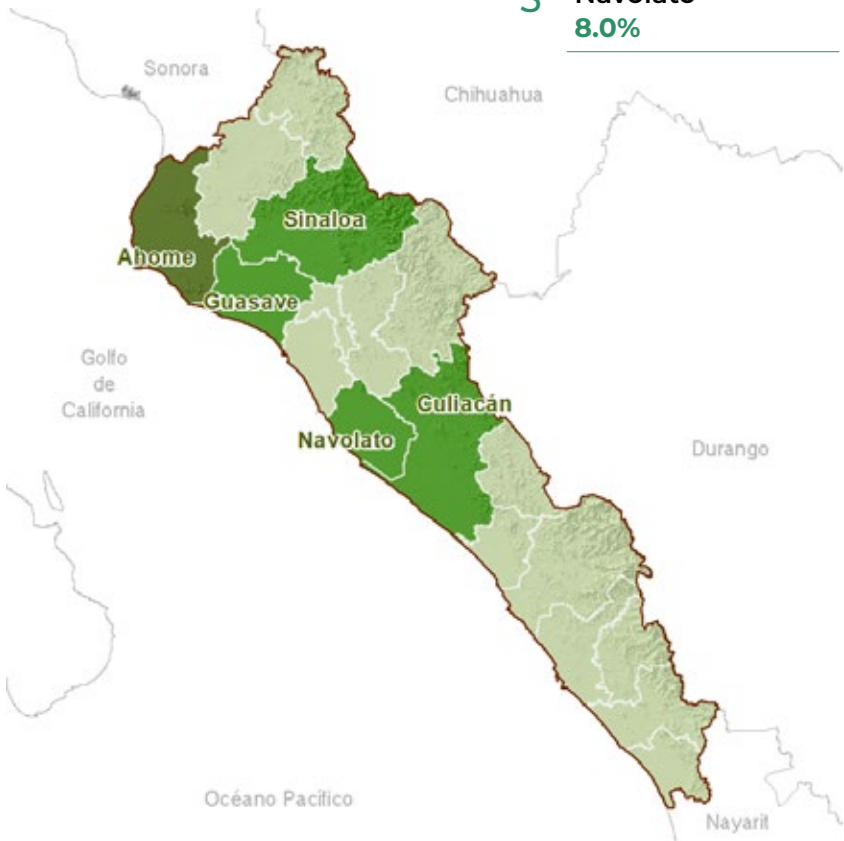 Navolato
8.0%
Sonora
Chihuahua
Sinaloa
Ahome
Guasave
Golfo
de
California
Culiacán
Navolato
Durango
Océano Pacífico
Nayarit